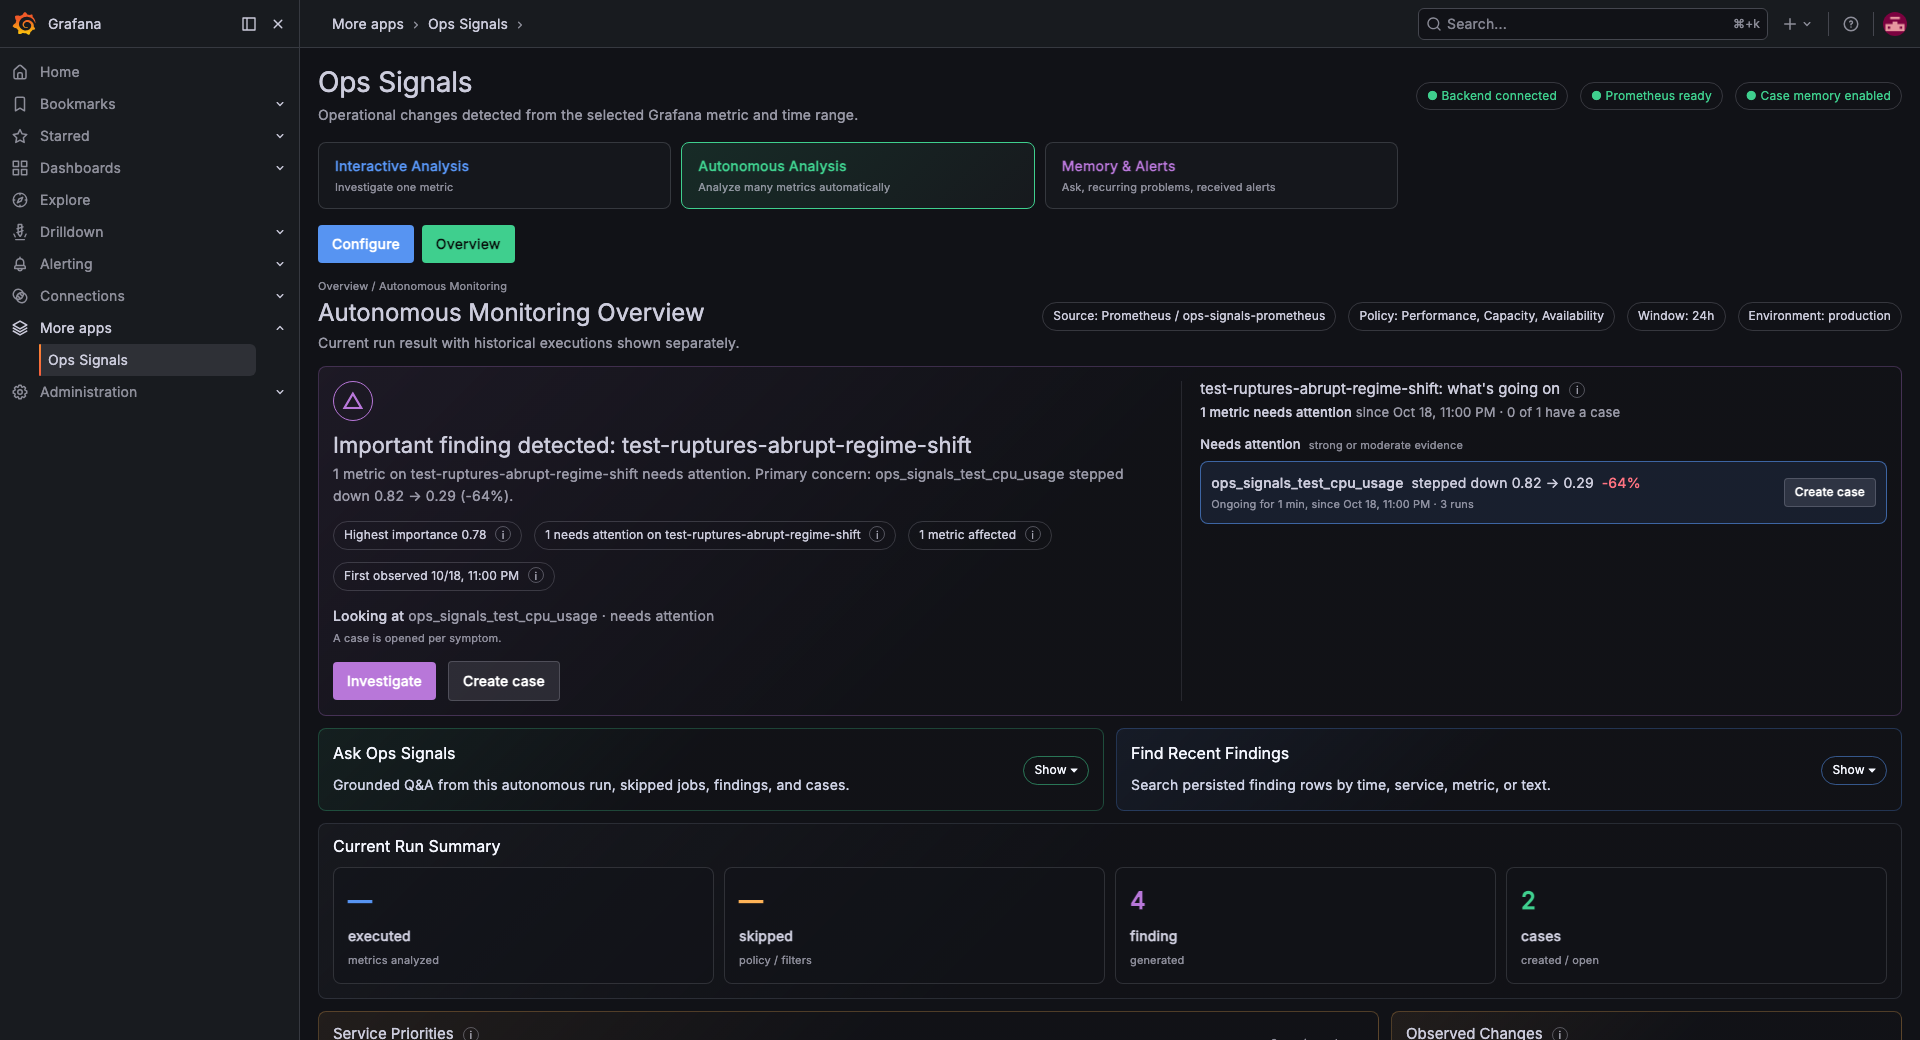 Grafana
More apps › Ops Signals ›
Search... ⌘+k
Home
Bookmarks
Starred
Dashboards
Explore
Drilldown
Alerting
Connections
More apps
Ops Signals
Administration
Ops Signals
Operational changes detected from the selected Grafana metric and time range.
Backend connected
Prometheus ready
Case memory enabled
Interactive Analysis
Investigate one metric
Autonomous Analysis
Analyze many metrics automatically
Memory & Alerts
Ask, recurring problems, received alerts
Configure
Overview
Overview / Autonomous Monitoring
Autonomous Monitoring Overview
Current run result with historical executions shown separately.
Source: Prometheus / ops-signals-prometheus
Policy: Performance, Capacity, Availability
Window: 24h
Environment: production
Important finding detected: test-ruptures-abrupt-regime-shift
1 metric on test-ruptures-abrupt-regime-shift needs attention. Primary concern: ops_signals_test_cpu_usage stepped
down 0.82 → 0.29 (-64%).
Highest importance 0.78
1 needs attention on test-ruptures-abrupt-regime-shift
1 metric affected
First observed 10/18, 11:00 PM
Looking at ops_signals_test_cpu_usage · needs attention
A case is opened per symptom.
Investigate
Create case
test-ruptures-abrupt-regime-shift: what's going on
1 metric needs attention since Oct 18, 11:00 PM · 0 of 1 have a case
Needs attention strong or moderate evidence
ops_signals_test_cpu_usage stepped down 0.82 → 0.29 -64%
Ongoing for 1 min, since Oct 18, 11:00 PM · 3 runs
Create case
Ask Ops Signals
Grounded Q&A from this autonomous run, skipped jobs, findings, and cases.
Show
Find Recent Findings
Search persisted finding rows by time, service, metric, or text.
Show
Current Run Summary
—
executed
metrics analyzed
—
skipped
policy / filters
4
finding
generated
2
cases
created / open
Service Priorities
Observed Changes